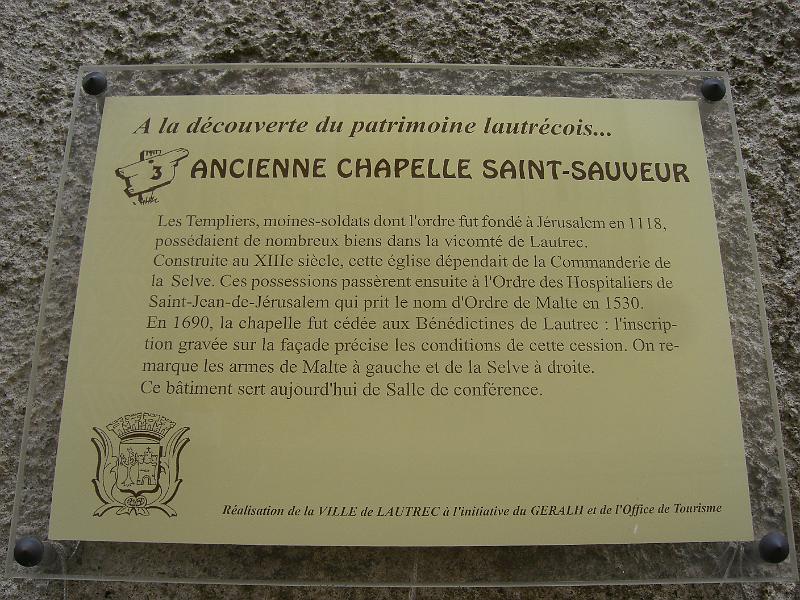 A la découverte du patrimoine lautrécois...
3 ANCIENNE CHAPELLE SAINT-SAUVEUR
Les Templiers, moines-soldats dont l'ordre fut fondé à Jérusalem en 1118,
possédaient de nombreux biens dans la vicomté de Lautrec.
Construite au XIIIe siècle, cette église dépendait de la Commanderie de
la Selve. Ces possessions passèrent ensuite à l'Ordre des Hospitaliers de
Saint-Jean-de-Jérusalem qui prit le nom d'Ordre de Malte en 1530.
En 1690, la chapelle fut cédée aux Bénédictines de Lautrec : l'inscrip-
tion gravée sur la façade précise les conditions de cette cession. On re-
marque les armes de Malte à gauche et de la Selve à droite.
Ce bâtiment sert aujourd'hui de Salle de conférence.
Réalisation de la VILLE de LAUTREC à l'initiative du GERALH et de l'Office de Tourisme